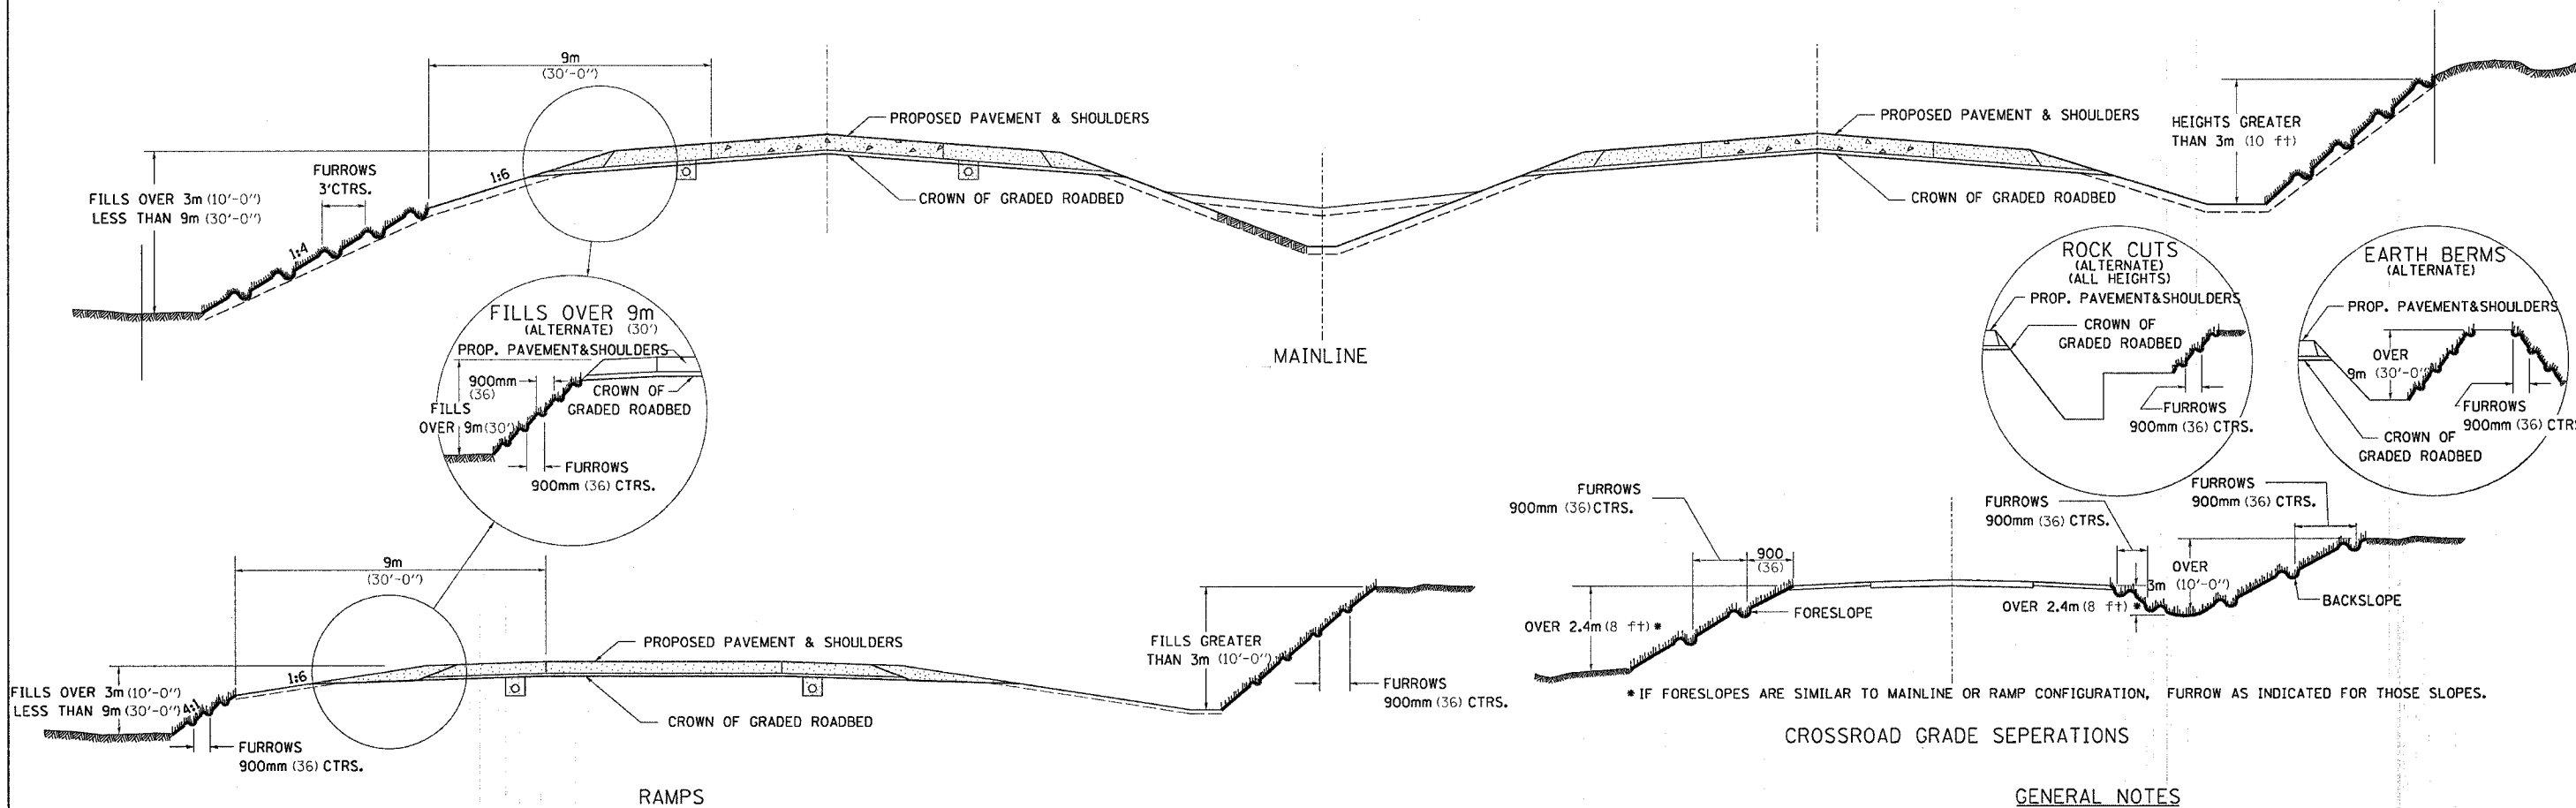 9m
(30'-0")
PROPOSED PAVEMENT & SHOULDERS
CROWN OF GRADED ROADBED
FURROWS
3'CTRS.
1:6
1:4
FILLS OVER 3m (10'-0")
LESS THAN 9m (30'-0")
PROPOSED PAVEMENT & SHOULDERS
CROWN OF GRADED ROADBED
HEIGHTS GREATER
THAN 3m (10 ft)
MAINLINE
FILLS OVER 9m
(ALTERNATE) (30')
PROP. PAVEMENT&SHOULDERS
900mm
(36)
CROWN OF
GRADED ROADBED
FILLS
OVER 9m(30')
FURROWS
900mm (36) CTRS.
ROCK CUTS
(ALTERNATE)
(ALL HEIGHTS)
PROP. PAVEMENT&SHOULDERS
CROWN OF
GRADED ROADBED
FURROWS
900mm (36) CTRS.
EARTH BERMS
(ALTERNATE)
PROP. PAVEMENT&SHOULDERS
OVER
9m (30'-0")
FURROWS
900mm (36) CTRS
CROWN OF
GRADED ROADBED
9m
(30'-0")
PROPOSED PAVEMENT & SHOULDERS
1:6
FILLS OVER 3m (10'-0")
LESS THAN 9m (30'-0")
4:1
FURROWS
900mm (36) CTRS.
CROWN OF GRADED ROADBED
FILLS GREATER
THAN 3m (10'-0")
FURROWS
900mm (36) CTRS.
RAMPS
FURROWS
900mm (36) CTRS.
900
(36)
FORESLOPE
OVER 2.4m (8 ft) *
FURROWS
900mm (36) CTRS.
FURROWS
900mm (36) CTRS.
OVER
3m (10'-0")
OVER 2.4m (8 ft) *
BACKSLOPE
* IF FORESLOPES ARE SIMILAR TO MAINLINE OR RAMP CONFIGURATION, FURROW AS INDICATED FOR THOSE SLOPES.
CROSSROAD GRADE SEPERATIONS
GENERAL NOTES